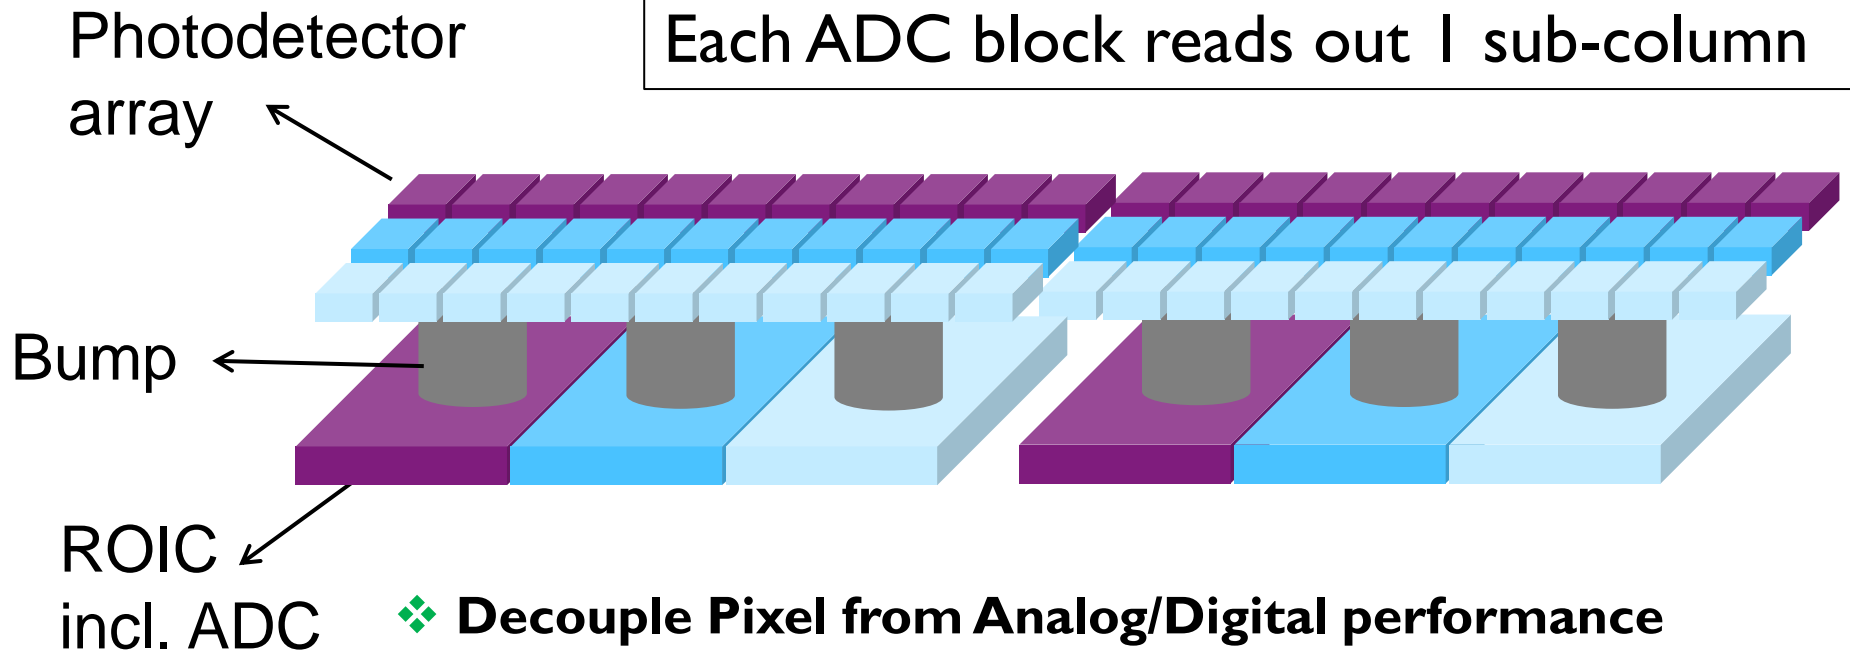 Photodetector
array
Each ADC block reads out 1 sub-column
Bump
ROIC
incl. ADC
❖ Decouple Pixel from Analog/Digital performance